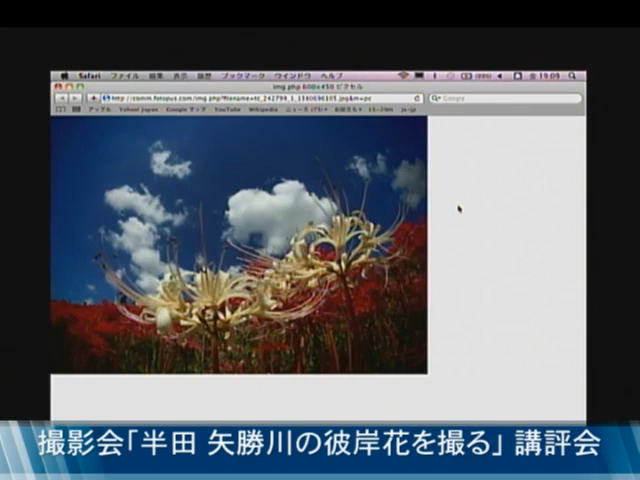 Safari ファイル 編集 表示 履歴 ブックマーク ウインドウ ヘルプ
金 19:09
img.php 600×450 ピクセル
Google
アップル Yahoo! Japan Google マップ YouTube Wikipedia
撮影会「半田 矢勝川の彼岸花を撮る」 講評会